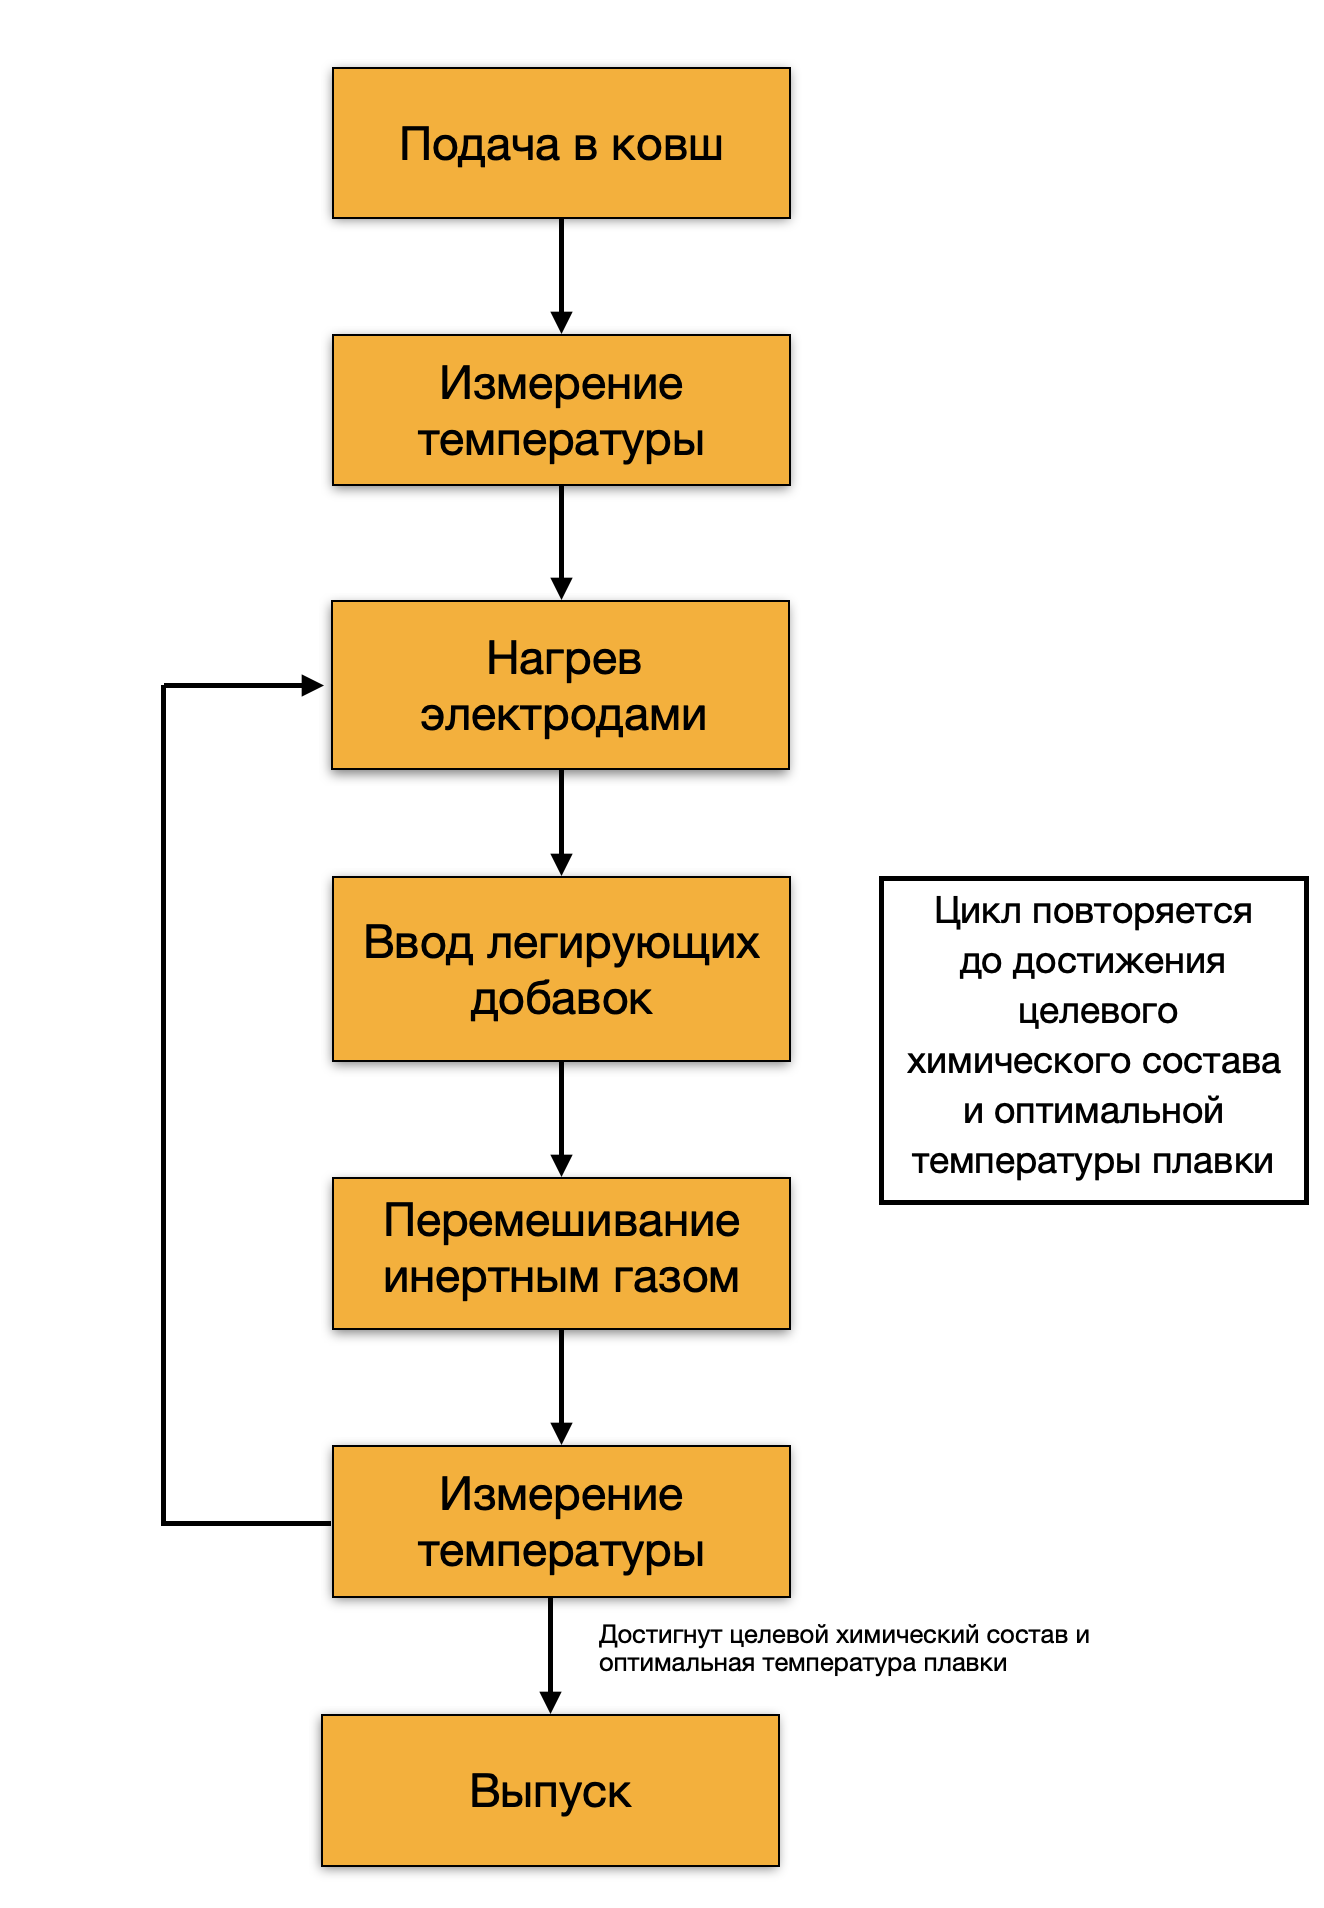 Подача в ковш
Измерение
температуры
Нагрев
электродами
Ввод легирующих
добавок
Цикл повторяется
до достижения
целевого
химического состава
и оптимальной
температуры плавки
Перемешивание
инертным газом
Измерение
температуры
Достигнут целевой химический состав и
оптимальная температура плавки
Выпуск